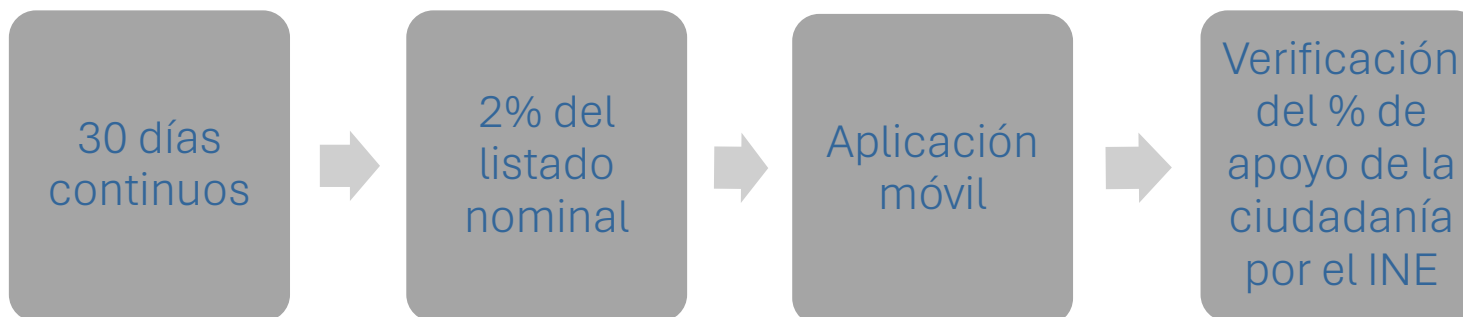 30 días
continuos
2% del
listado
nominal
Aplicación
móvil
Verificación
del % de
apoyo de la
ciudadanía
por el INE